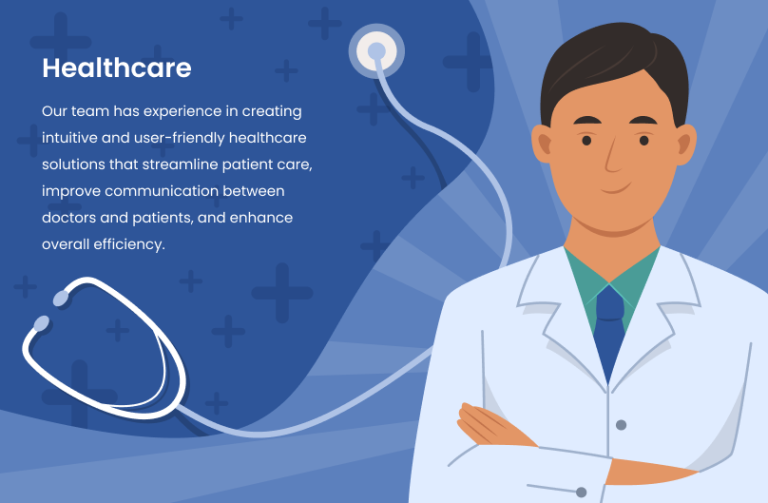 Healthcare
Our team has experience in creating
intuitive and user-friendly healthcare
solutions that streamline patient care,
improve communication between
doctors and patients, and enhance
overall efficiency.